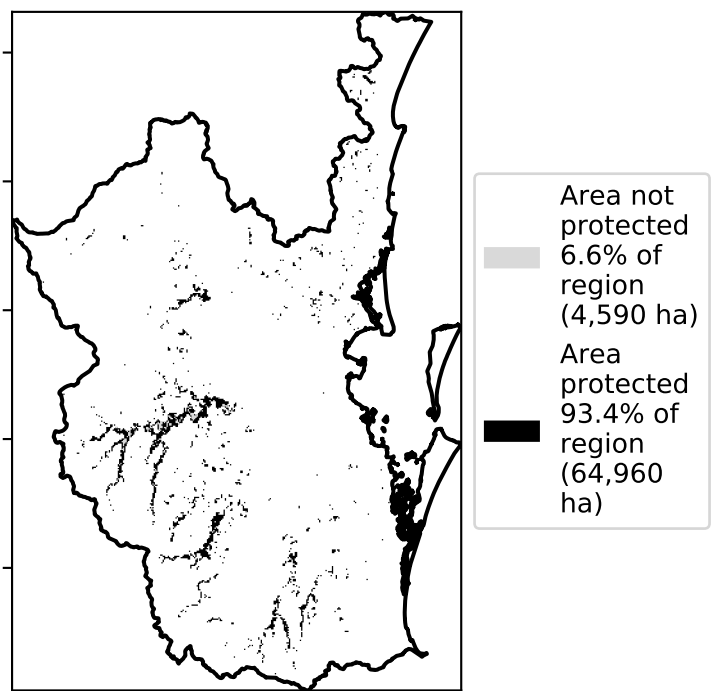 Area not
protected
6.6% of
region
(4,590 ha)
Area
protected
93.4% of
region
(64,960
ha)